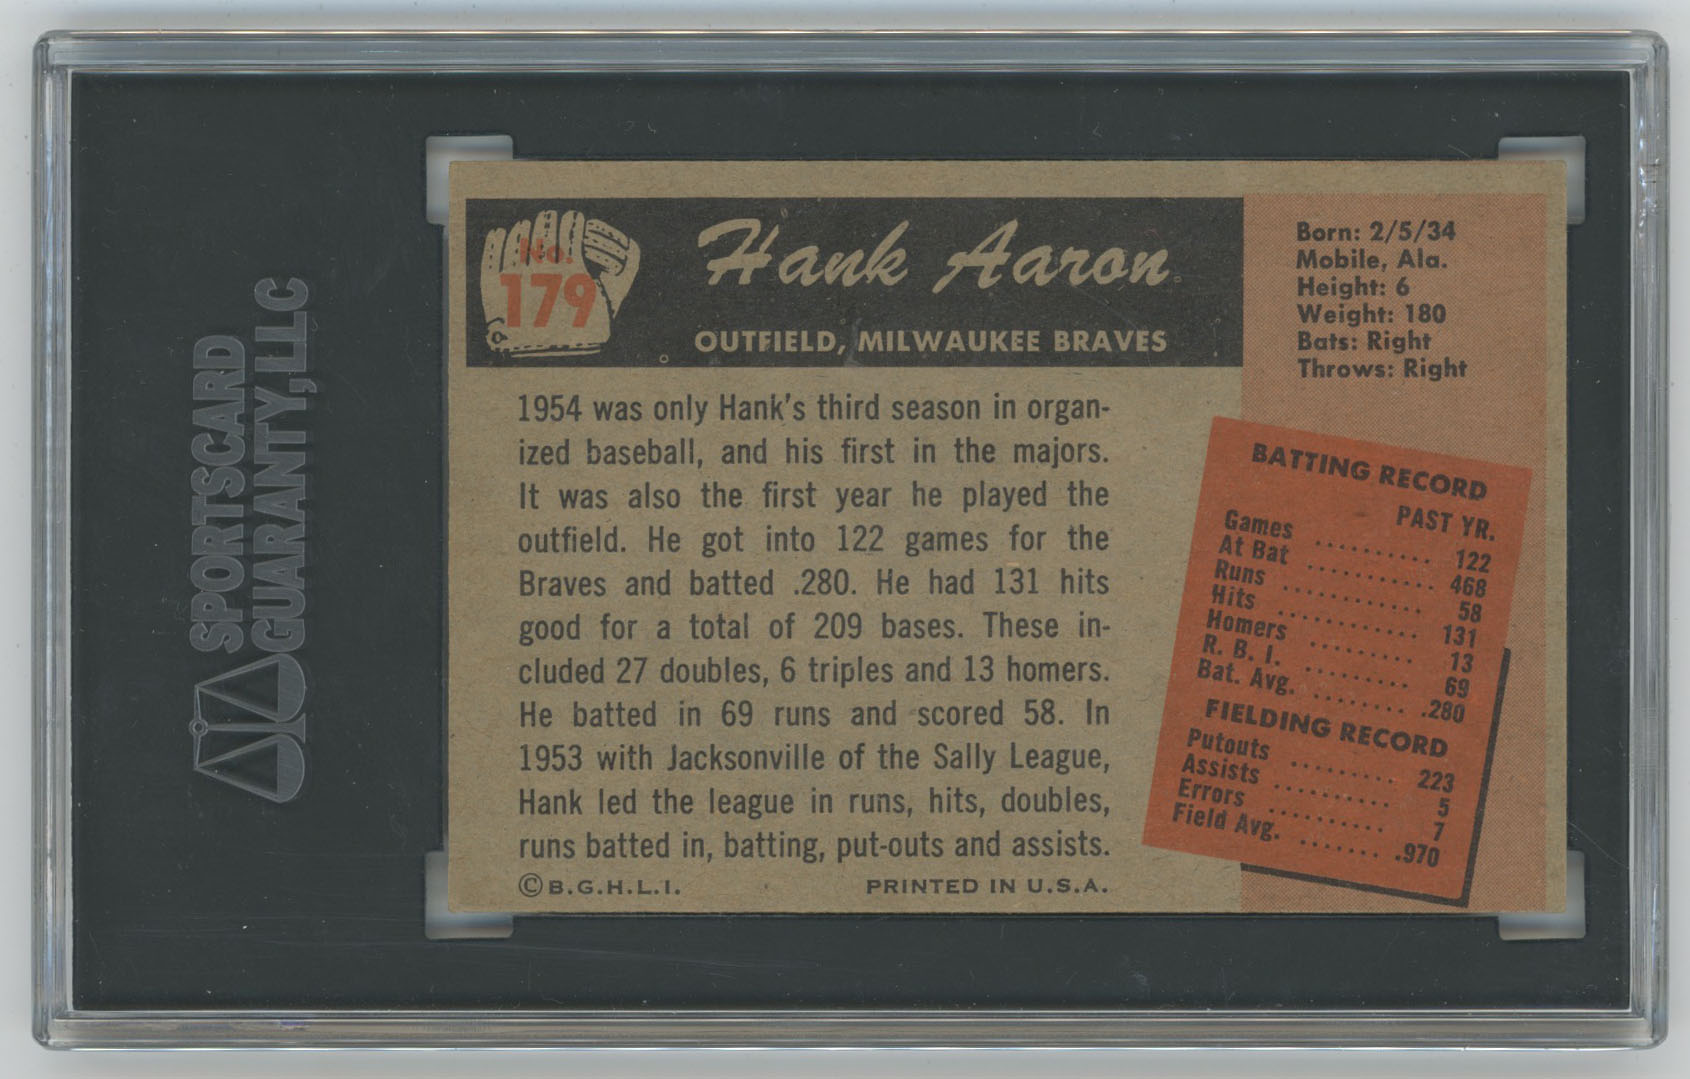 SPORTSCARD
GUARANTY,LLC
No.
179
Hank Aaron
OUTFIELD, MILWAUKEE BRAVES
Born: 2/5/34
Mobile, Ala.
Height: 6
Weight: 180
Bats: Right
Throws: Right
1954 was only Hank's third season in organ-
ized baseball, and his first in the majors.
It was also the first year he played the
outfield. He got into 122 games for the
Braves and batted .280. He had 131 hits
good for a total of 209 bases. These in-
cluded 27 doubles, 6 triples and 13 homers.
He batted in 69 runs and scored 58. In
1953 with Jacksonville of the Sally League,
Hank led the league in runs, hits, doubles,
runs batted in, batting, put-outs and assists.
© B.G.H.L.I. PRINTED IN U.S.A.
BATTING RECORD
PAST YR.
Games .......... 122
At Bat ........... 468
Runs ............ 58
Hits ............ 131
Homers ......... 13
R. B. I. ......... 69
Bat. Avg. ........ .280
FIELDING RECORD
Putouts ......... 223
Assists .......... 5
Errors .......... 7
Field Avg. ....... .970